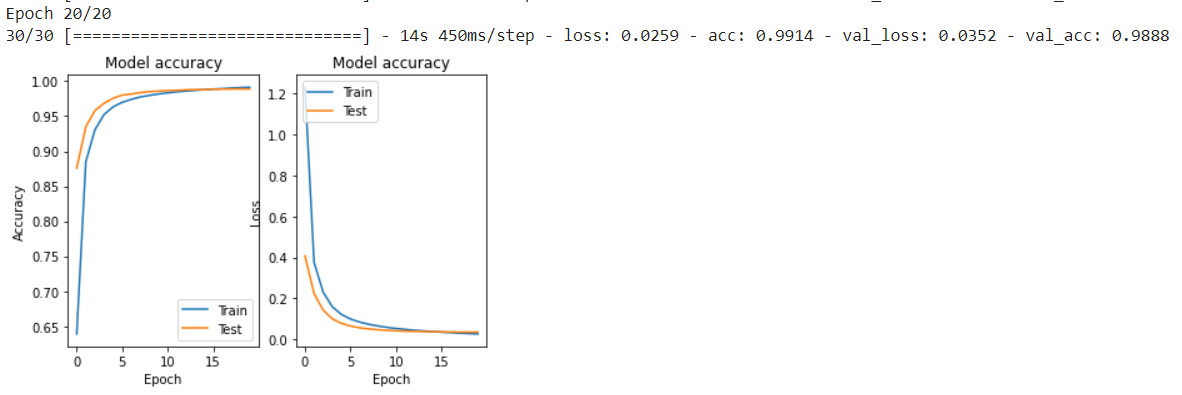 Epoch 20/20
30/30 [==============================] - 14s 450ms/step - loss: 0.0259 - acc: 0.9914 - val_loss: 0.0352 - val_acc: 0.9888
Model accuracy
1.00
0.95
0.90
0.85
0.80
0.75
0.70
0.65
Accuracy
Train
Test
0 5 10 15
Epoch
Model accuracy
1.2
1.0
0.8
0.6
0.4
0.2
0.0
Loss
Train
Test
0 5 10 15
Epoch